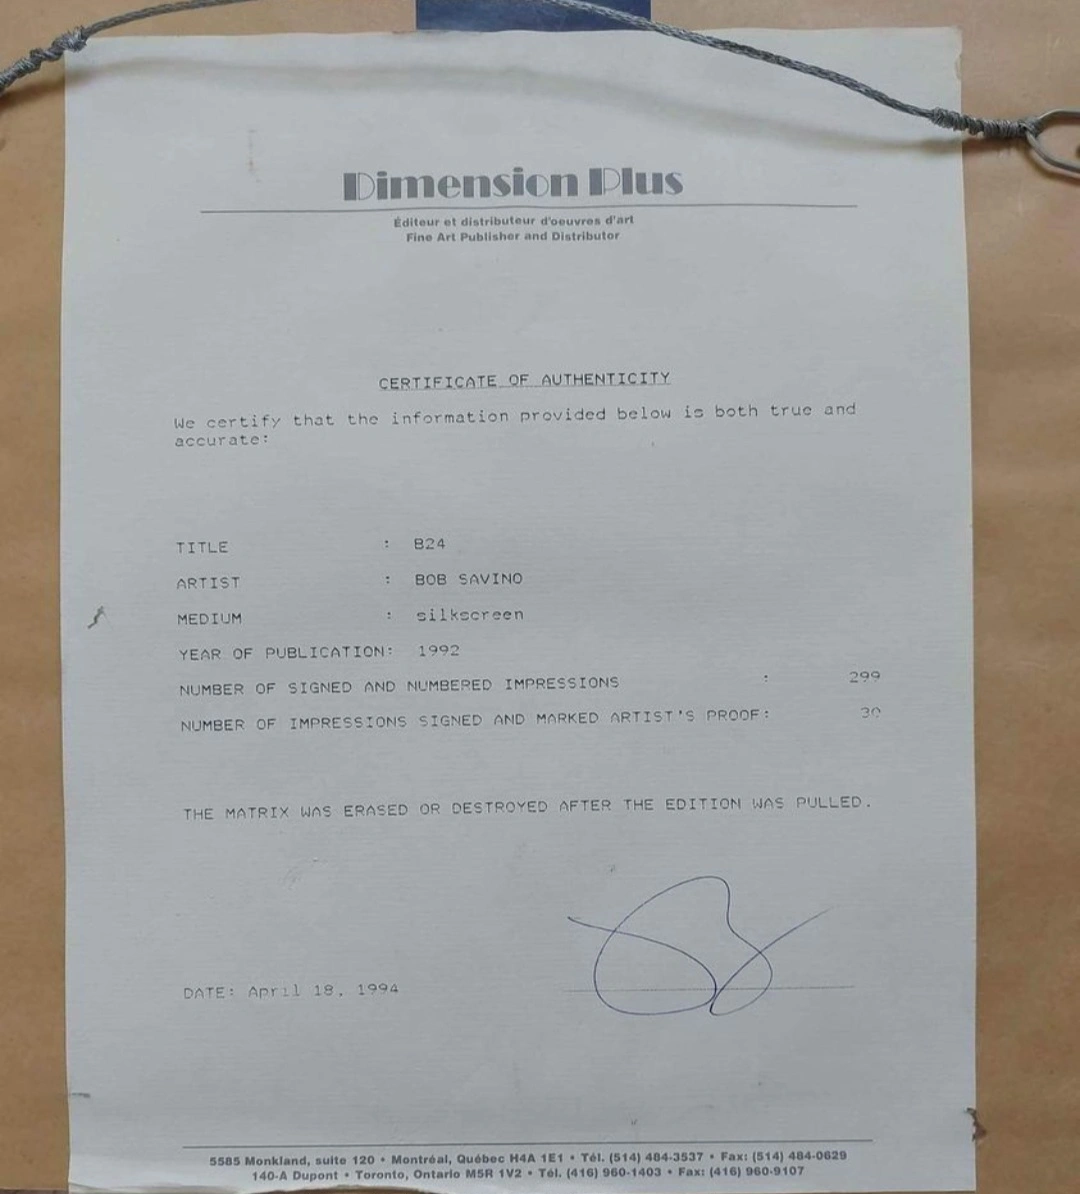 Dimension Plus
Éditeur et distributeur d'oeuvres d'art
Fine Art Publisher and Distributor
CERTIFICATE OF AUTHENTICITY
We certify that the information provided below is both true and
accurate:
TITLE : B24
ARTIST : BOB SAVINO
MEDIUM : silkscreen
YEAR OF PUBLICATION: 1992
NUMBER OF SIGNED AND NUMBERED IMPRESSIONS : 299
NUMBER OF IMPRESSIONS SIGNED AND MARKED ARTIST'S PROOF: 30
THE MATRIX WAS ERASED OR DESTROYED AFTER THE EDITION WAS PULLED.
DATE: April 18, 1994
5585 Monkland, suite 120 • Montréal, Québec H4A 1E1 • Tél. (514) 484-3537 • Fax: (514) 484-0629
140-A Dupont • Toronto, Ontario M5R 1V2 • Tél. (416) 960-1403 • Fax: (416) 960-9107